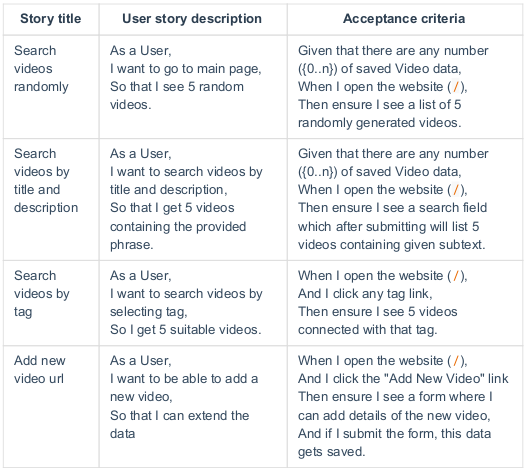 Story title User story description Acceptance criteria
Search
videos
randomly
As a User,
I want to go to main page,
So that I see 5 random
videos.
Given that there are any number
({0..n}) of saved Video data,
When I open the website ( / ),
Then ensure I see a list of 5
randomly generated videos.
Search
videos by
title and
description
As a User,
I want to search videos by
title and description,
So that I get 5 videos
containing the provided
phrase.
Given that there are any number
({0..n}) of saved Video data,
When I open the website ( / ),
Then ensure I see a search field
which after submitting will list 5
videos containing given subtext.
Search
videos by
tag
As a User,
I want to search videos by
selecting tag,
So I get 5 suitable videos.
When I open the website ( / ),
And I click any tag link,
Then ensure I see 5 videos
connected with that tag.
Add new
video url
As a User,
I want to be able to add a
new video,
So that I can extend the
data
When I open the website ( / ),
And I click the "Add New Video" link
Then ensure I see a form where I
can add details of the new video,
And if I submit the form, this data
gets saved.